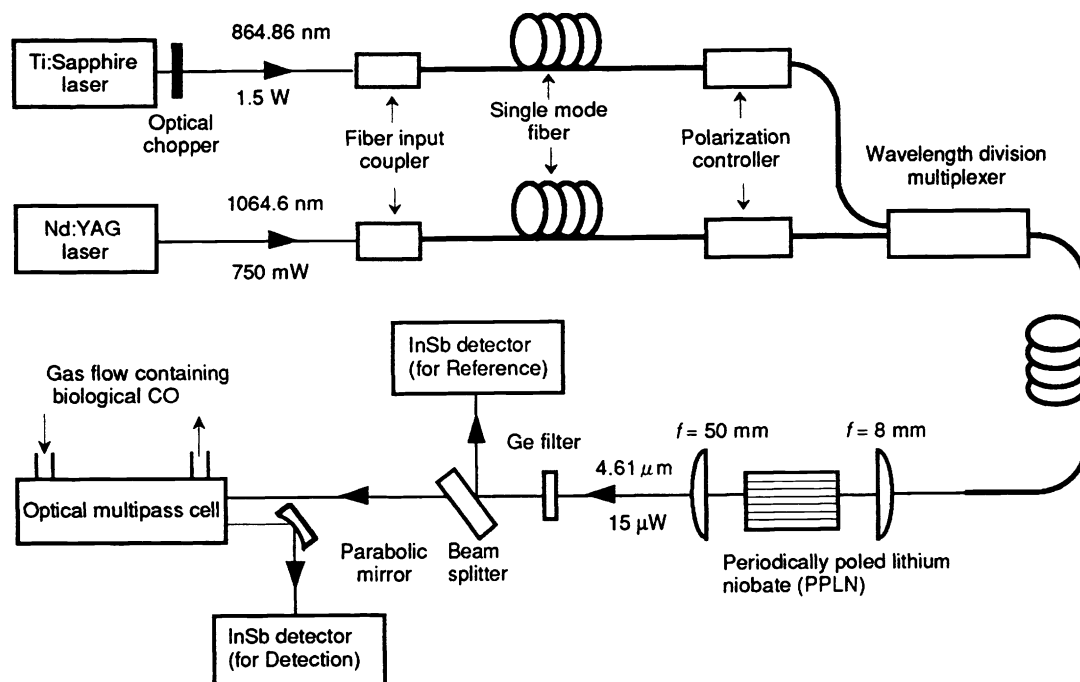 864.86 nm
Ti:Sapphire
laser
1.5 W
Optical
chopper
Fiber input
coupler
Single mode
fiber
Polarization
controller
Wavelength division
multiplexer
1064.6 nm
Nd:YAG
laser
750 mW
InSb detector
(for Reference)
Gas flow containing
biological CO
Ge filter
f = 50 mm
f = 8 mm
4.61 μm
15 μW
Optical multipass cell
Parabolic
mirror
Beam
splitter
Periodically poled lithium
niobate (PPLN)
InSb detector
(for Detection)